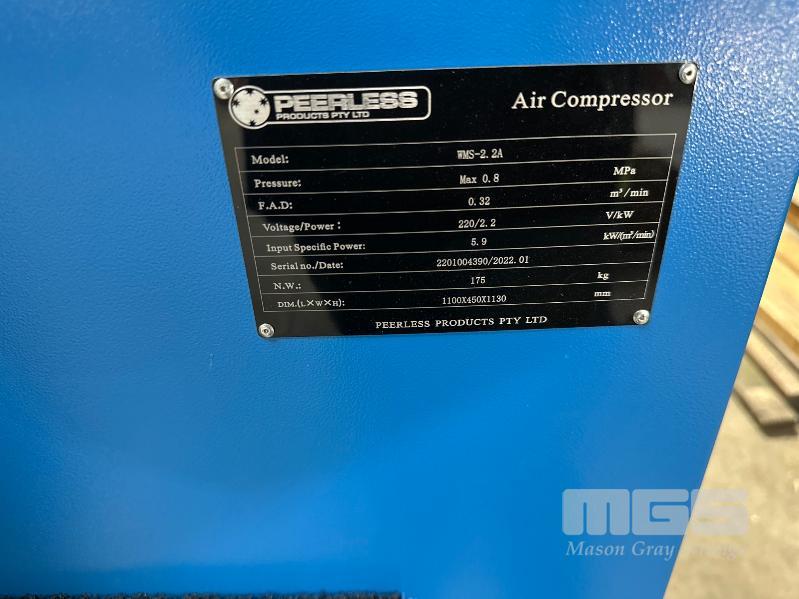 PEERLESS
PRODUCTS PTY LTD
Air Compressor
Model: WMS-2.2A
Pressure: Max 0.8 MPa
F.A.D: 0.32 m³/min
Voltage/Power: 220/2.2 V/kW
Input Specific Power: 5.9 kW/(m³/min)
Serial no./Date: 2201004390/2022.01
N.W.: 175 kg
DIM.(L×W×H): 1100X450X1130 mm
PEERLESS PRODUCTS PTY LTD
MGS
Mason Gray